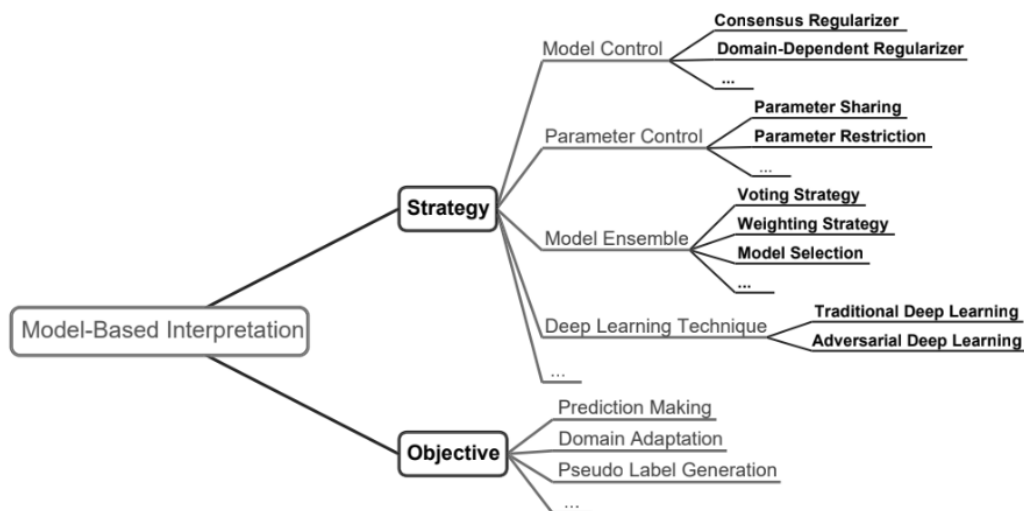 Model-Based Interpretation
Strategy
Model Control
Consensus Regularizer
Domain-Dependent Regularizer
...
Parameter Control
Parameter Sharing
Parameter Restriction
...
Model Ensemble
Voting Strategy
Weighting Strategy
Model Selection
...
Deep Learning Technique
Traditional Deep Learning
Adversarial Deep Learning
...
Objective
Prediction Making
Domain Adaptation
Pseudo Label Generation
...